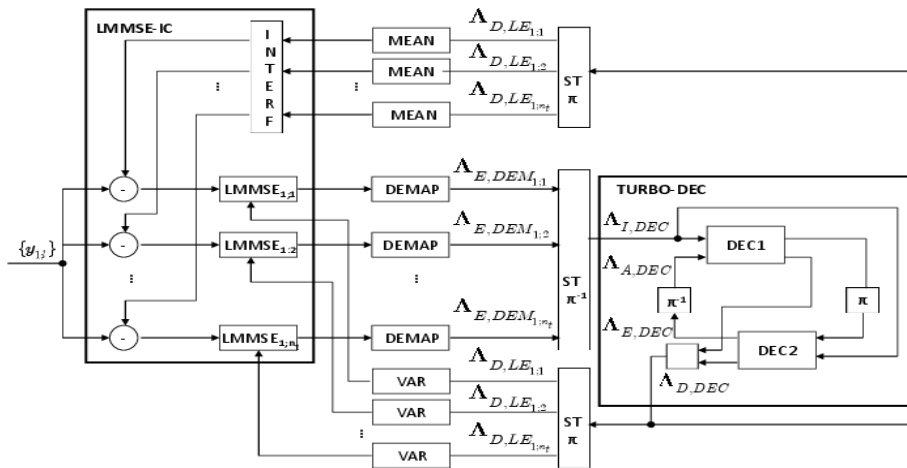 LMMSE-IC
I N T E R F
MEAN
Λ_{D,LE_{1;1}}
MEAN
Λ_{D,LE_{1;2}}
...
...
MEAN
Λ_{D,LE_{1;n_t}}
ST π
{y_{1;j}}
-
LMMSE_{1;1}
DEMAP
Λ_{E,DEM_{1:1}}
-
LMMSE_{1:2}
DEMAP
Λ_{E,DEM_{1:2}}
...
...
-
LMMSE_{1;n_t}
DEMAP
Λ_{E,DEM_{1:n_t}}
ST π⁻¹
VAR
Λ_{D,LE_{1:1}}
VAR
Λ_{D,LE_{1:2}}
...
...
VAR
Λ_{D,LE_{1;n_t}}
ST π
TURBO-DEC
Λ_{I,DEC}
DEC1
Λ_{A,DEC}
π⁻¹
π
Λ_{E,DEC}
DEC2
Λ_{D,DEC}